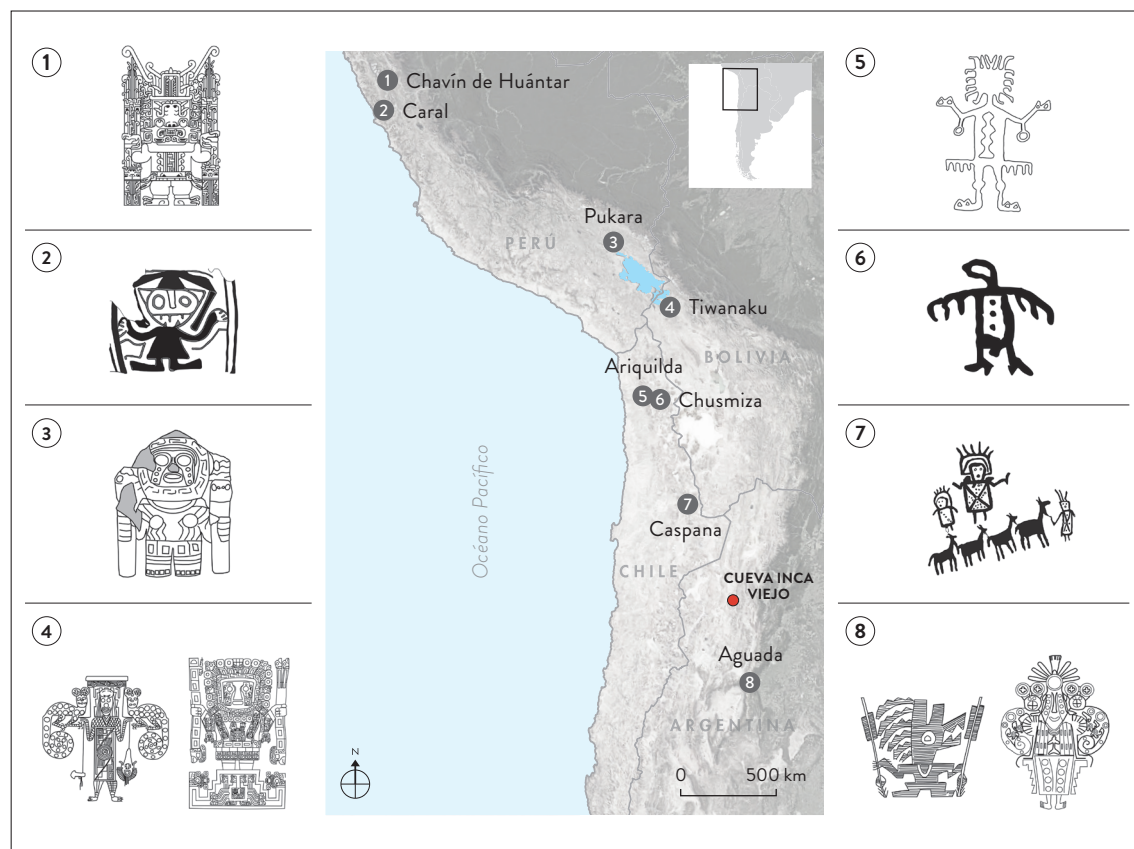 1
2
3
4
1 Chavín de Huántar
2 Caral
Pukara
3
PERÚ
4 Tiwanaku
BOLIVIA
Ariquilda
5 6 Chusmiza
Océano Pacífico
7
Caspana
CHILE
CUEVA INCA
VIEJO
Aguada
8
ARGENTINA
N
0 500 km
5
6
7
8